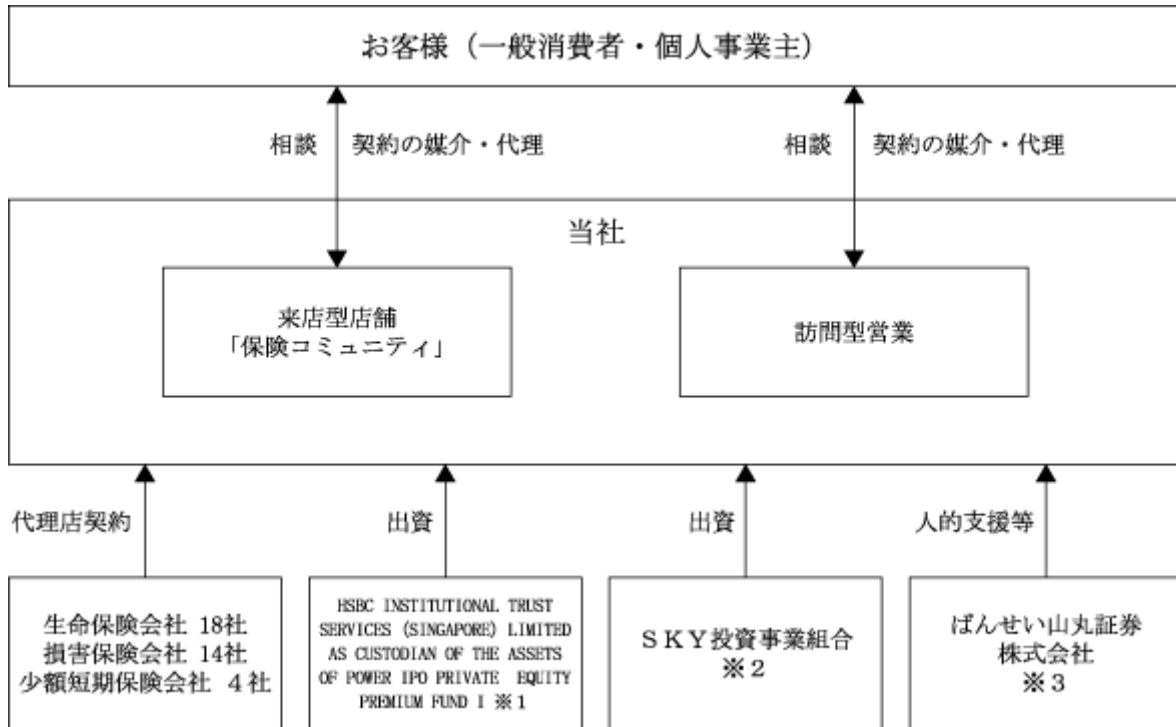 お客様（一般消費者・個人事業主）
相談 契約の媒介・代理
相談 契約の媒介・代理
当社
来店型店舗
「保険コミュニティ」
訪問型営業
代理店契約
出資
出資
人的支援等
生命保険会社 18社
損害保険会社 14社
少額短期保険会社 4社
HSBC INSTITUTIONAL TRUST
SERVICES (SINGAPORE) LIMITED
AS CUSTODIAN OF THE ASSETS
OF POWER IPO PRIVATE EQUITY
PREMIUM FUND I ※1
ＳＫＹ投資事業組合
※2
ばんせい山丸証券
株式会社
※3